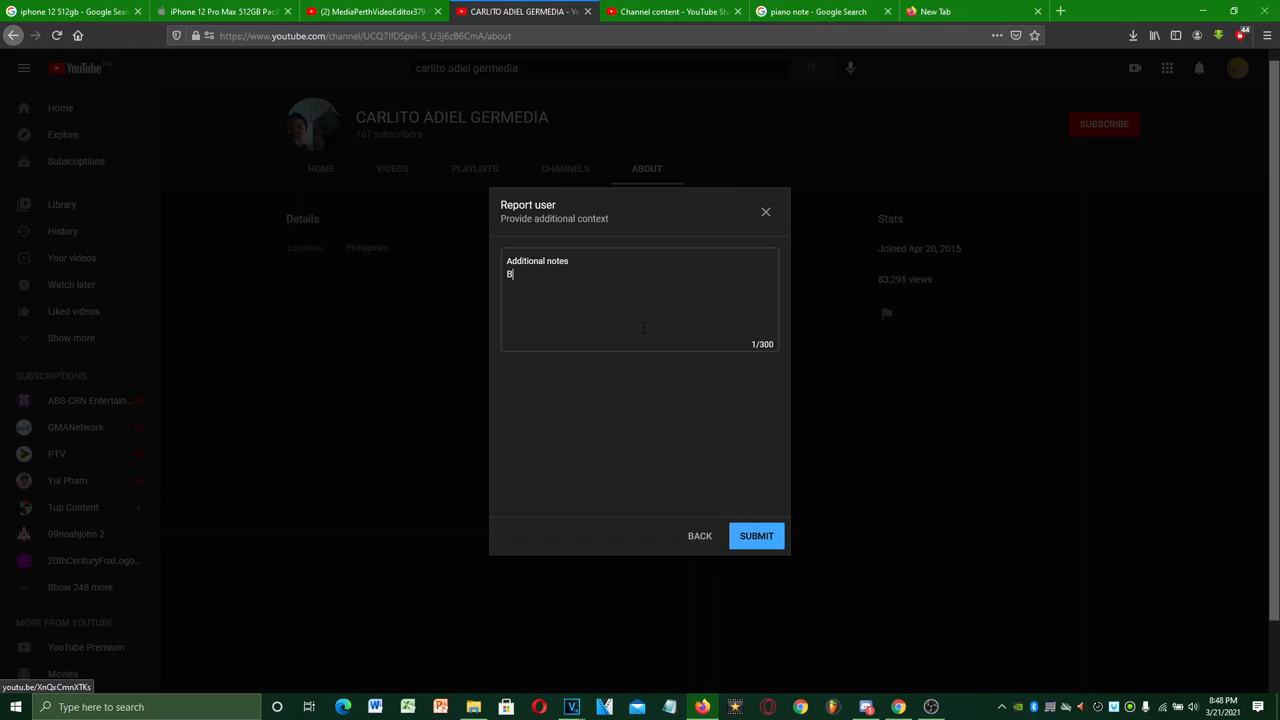 iphone 12 512gb - Google Search
iPhone 12 Pro Max 512GB Pacif
(2) MediaPerthVideoEditor379
CARLITO ADIEL GERMEDIA - Yo
Channel content - YouTube St
piano note - Google Search
New Tab
https://www.youtube.com/channel/UCQ7IfDSpvI-S_U3j6zB6CmA/about
44
YouTube PH
carlito adiel germedia
Home
Explore
Subscriptions
Library
History
Your videos
Watch later
Liked videos
Show more
SUBSCRIPTIONS
ABS-CBN Entertain...
GMANetwork
PTV
Yui Pham
1up Content
09noahjohn 2
20thCenturyFoxLogo...
Show 248 more
MORE FROM YOUTUBE
YouTube Premium
Movies
youtu.be/XnQxCmnXTKs
CARLITO ADIEL GERMEDIA
167 subscribers
SUBSCRIBE
HOME
VIDEOS
PLAYLISTS
CHANNELS
ABOUT
Details
Location:
Philippines
Stats
Joined Apr 20, 2015
83,295 views
Report user
Provide additional context
Additional notes
B
1/300
BACK
SUBMIT
Type here to search
8:48 PM
3/21/2021